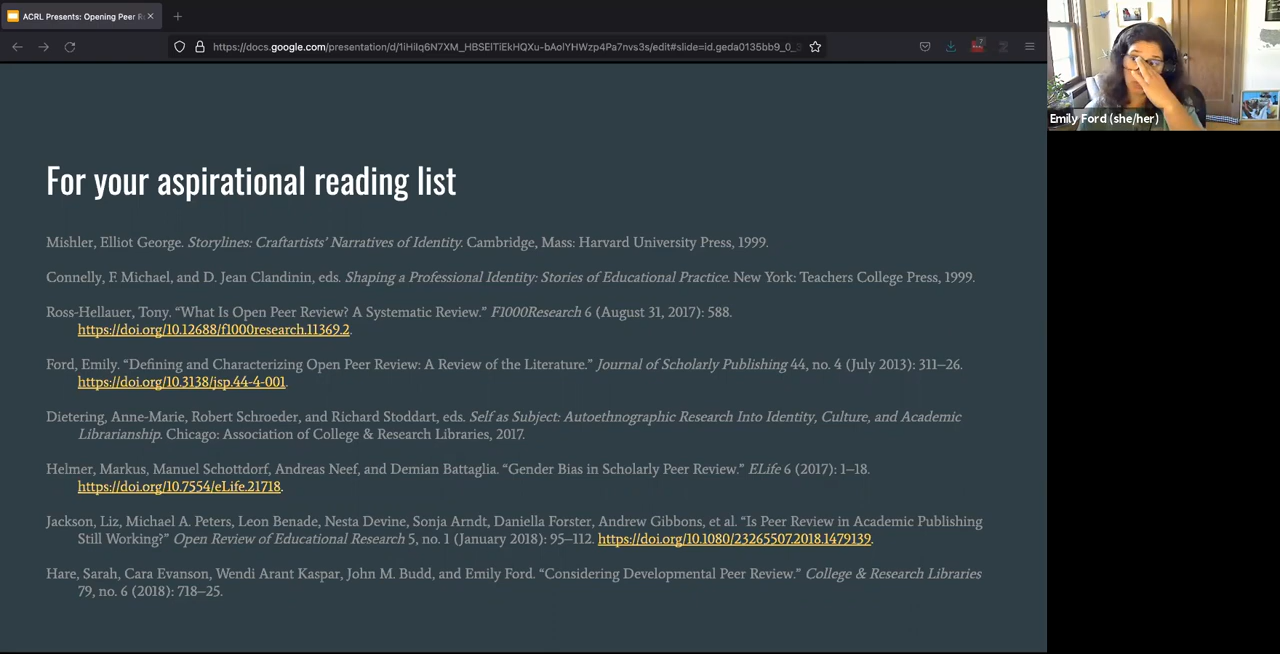 ACRL Presents: Opening Peer R
https://docs.google.com/presentation/d/1iHiIq6N7XM_HBSEITiEkHQXu-bAolYHWzp4Pa7nvs3s/edit#slide=id.geda0135bb9_0_
7
Emily Ford (she/her)
For your aspirational reading list
Mishler, Elliot George. Storylines: Craftartists’ Narratives of Identity. Cambridge, Mass: Harvard University Press, 1999.
Connelly, F. Michael, and D. Jean Clandinin, eds. Shaping a Professional Identity: Stories of Educational Practice. New York: Teachers College Press, 1999.
Ross-Hellauer, Tony. “What Is Open Peer Review? A Systematic Review.” F1000Research 6 (August 31, 2017): 588.
https://doi.org/10.12688/f1000research.11369.2.
Ford, Emily. “Defining and Characterizing Open Peer Review: A Review of the Literature.” Journal of Scholarly Publishing 44, no. 4 (July 2013): 311–26.
https://doi.org/10.3138/jsp.44-4-001.
Dietering, Anne-Marie, Robert Schroeder, and Richard Stoddart, eds. Self as Subject: Autoethnographic Research Into Identity, Culture, and Academic
Librarianship. Chicago: Association of College & Research Libraries, 2017.
Helmer, Markus, Manuel Schottdorf, Andreas Neef, and Demian Battaglia. “Gender Bias in Scholarly Peer Review.” ELife 6 (2017): 1–18.
https://doi.org/10.7554/eLife.21718.
Jackson, Liz, Michael A. Peters, Leon Benade, Nesta Devine, Sonja Arndt, Daniella Forster, Andrew Gibbons, et al. “Is Peer Review in Academic Publishing
Still Working?” Open Review of Educational Research 5, no. 1 (January 2018): 95–112. https://doi.org/10.1080/23265507.2018.1479139.
Hare, Sarah, Cara Evanson, Wendi Arant Kaspar, John M. Budd, and Emily Ford. “Considering Developmental Peer Review.” College & Research Libraries
79, no. 6 (2018): 718–25.